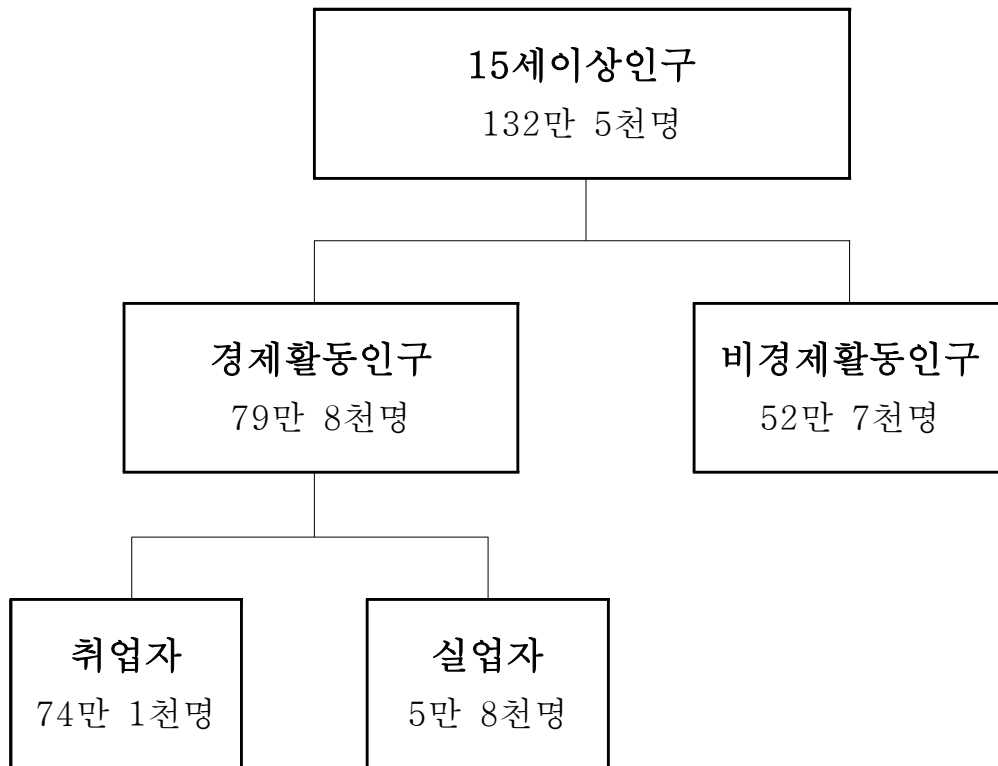 15세이상인구
132만 5천명
경제활동인구
79만 8천명
비경제활동인구
52만 7천명
취업자
74만 1천명
실업자
5만 8천명